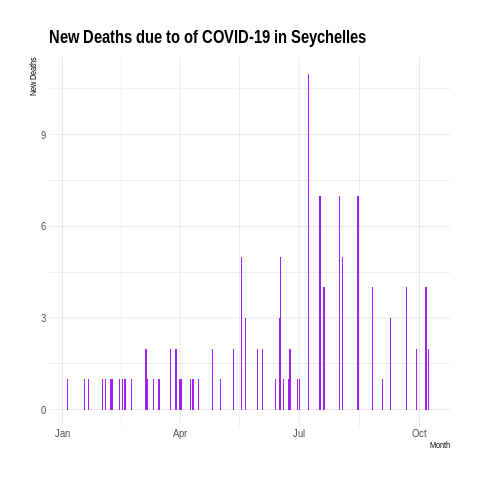 New Deaths due to of COVID-19 in Seychelles
New Deaths
9
6
3
0
Jan Apr Jul Oct
Month